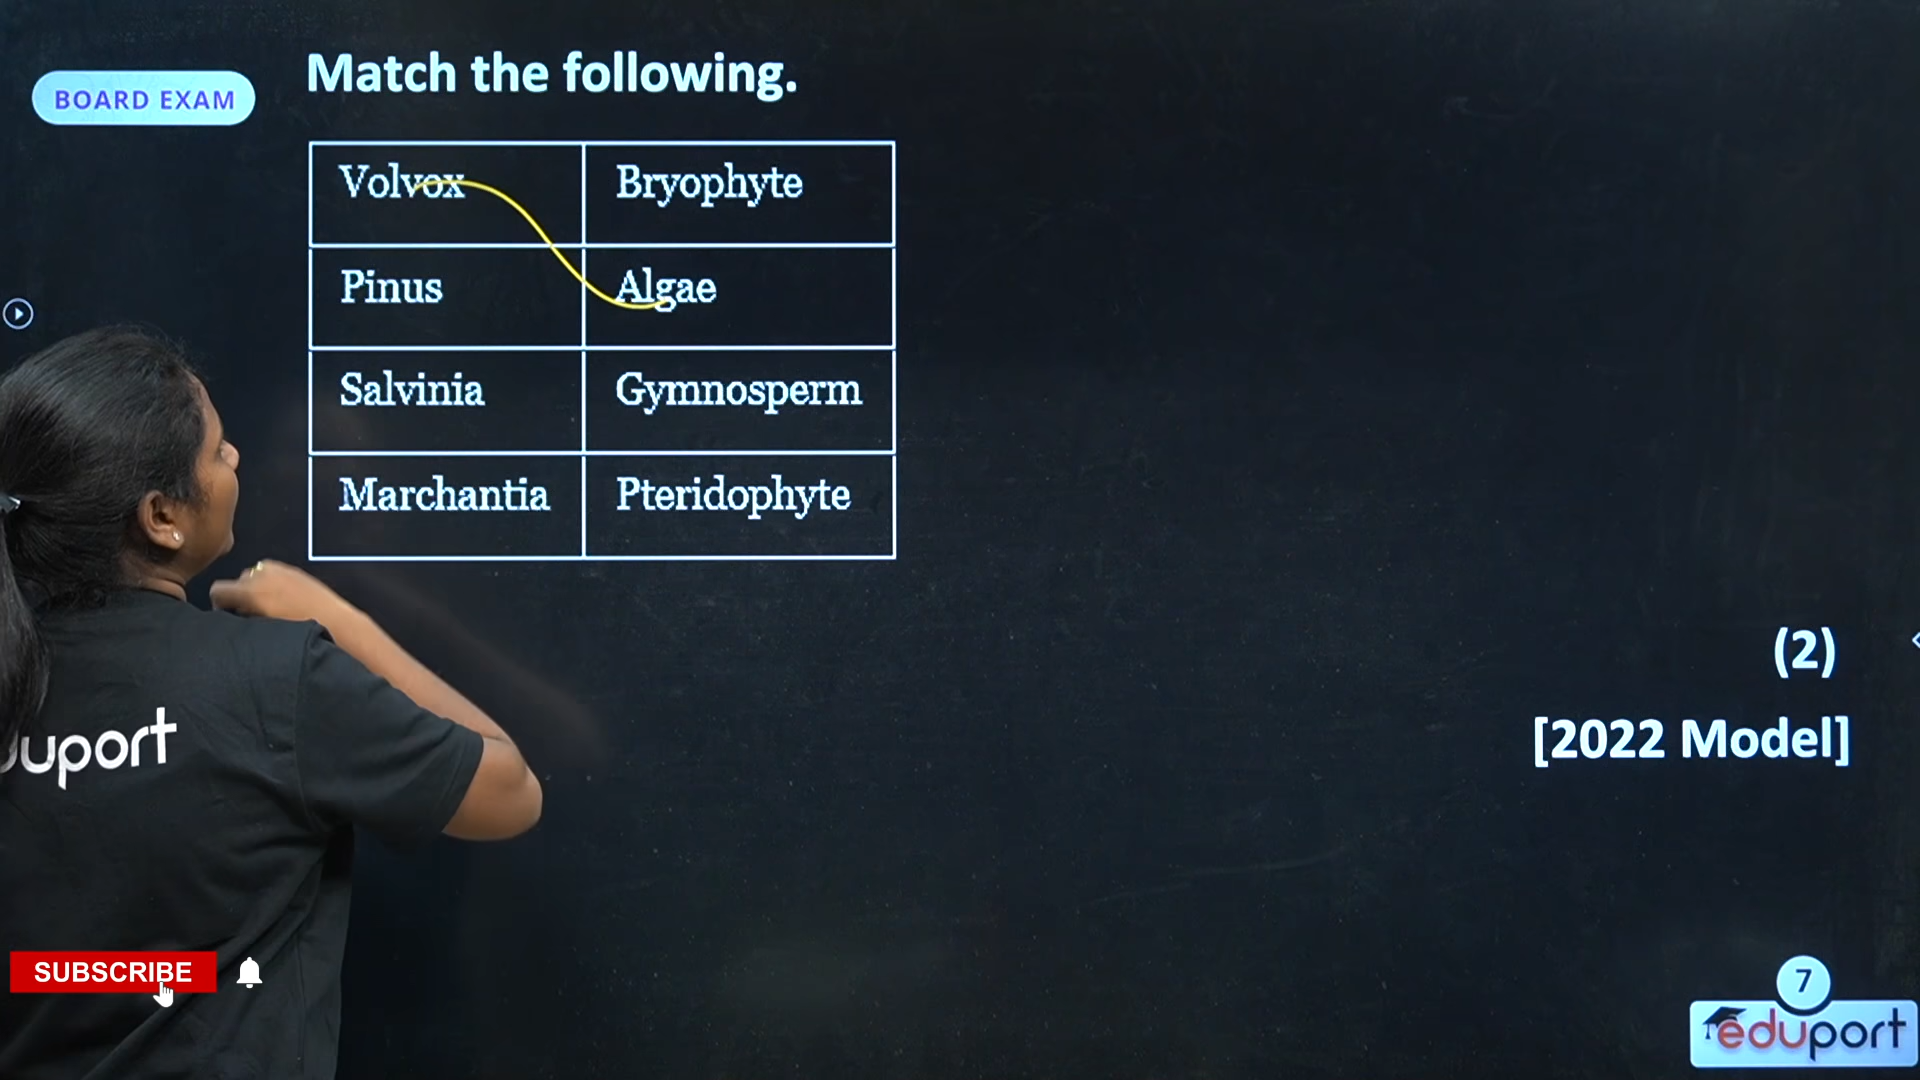 BOARD EXAM
Match the following.
Volvox Bryophyte
Pinus Algae
Salvinia Gymnosperm
Marchantia Pteridophyte
(2)
[2022 Model]
duport
SUBSCRIBE
7
eduport